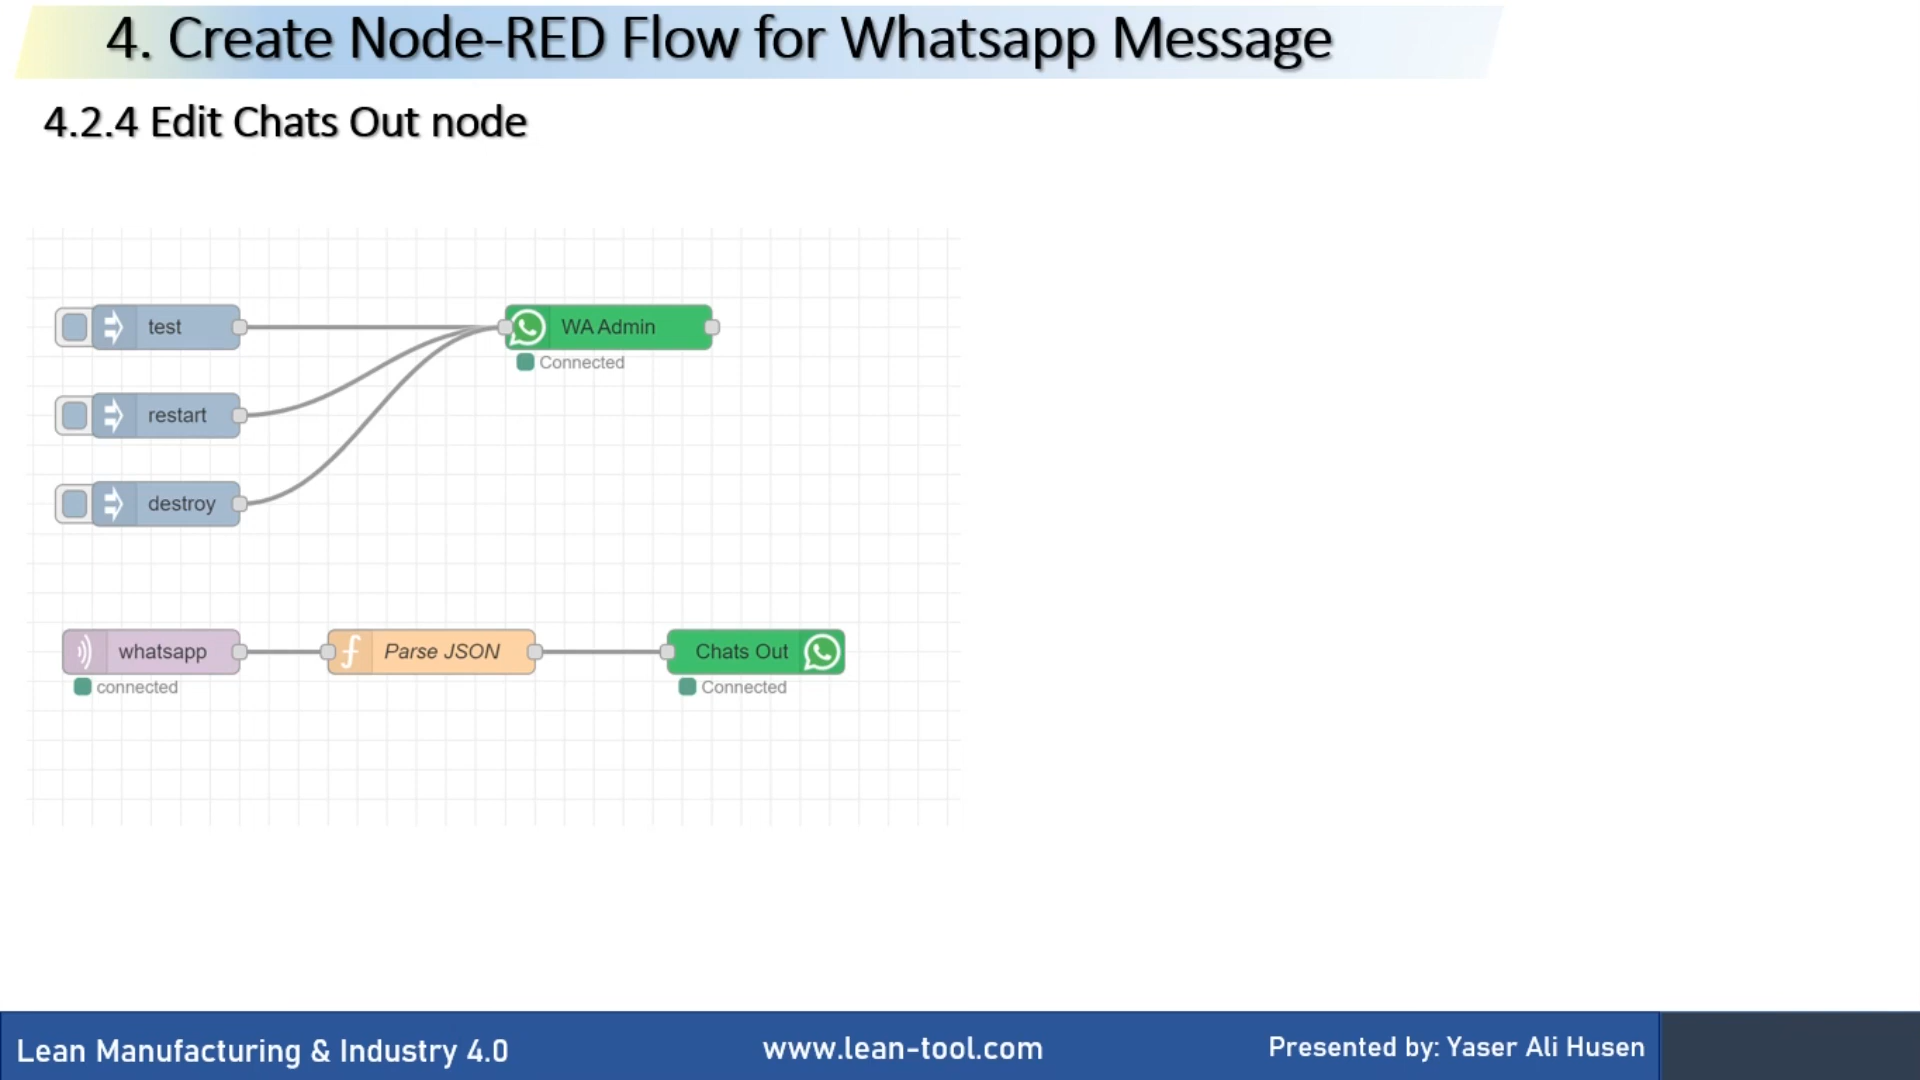 4. Create Node-RED Flow for Whatsapp Message
4.2.4 Edit Chats Out node
test
WA Admin
Connected
restart
destroy
whatsapp
Parse JSON
Chats Out
connected
Connected
Lean Manufacturing & Industry 4.0
www.lean-tool.com
Presented by: Yaser Ali Husen